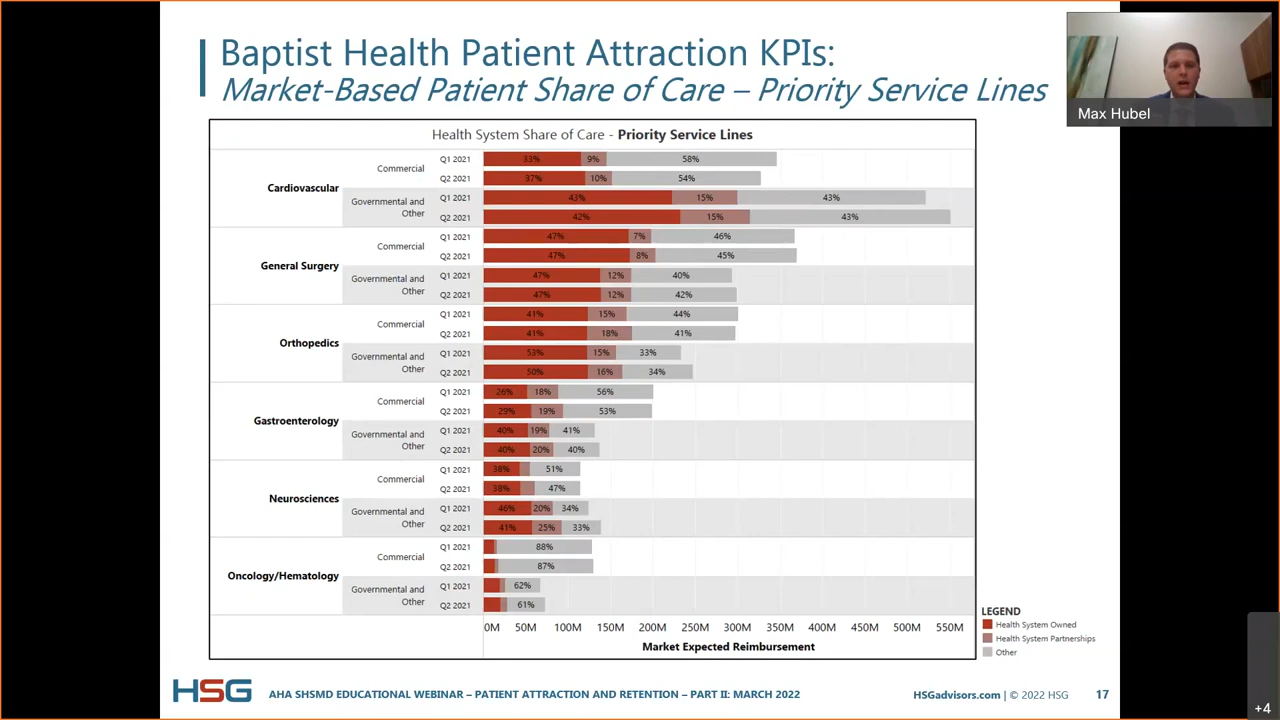 Baptist Health Patient Attraction KPIs:
Market-Based Patient Share of Care – Priority Service Lines
Max Hubel
Health System Share of Care - Priority Service Lines
Cardiovascular
Commercial
Q1 2021 33% 9% 58%
Q2 2021 37% 10% 54%
Governmental and
Other
Q1 2021 43% 15% 43%
Q2 2021 42% 15% 43%
General Surgery
Commercial
Q1 2021 47% 7% 46%
Q2 2021 47% 8% 45%
Governmental and
Other
Q1 2021 47% 12% 40%
Q2 2021 47% 12% 42%
Orthopedics
Commercial
Q1 2021 41% 15% 44%
Q2 2021 41% 18% 41%
Governmental and
Other
Q1 2021 53% 15% 33%
Q2 2021 50% 16% 34%
Gastroenterology
Commercial
Q1 2021 26% 18% 56%
Q2 2021 29% 19% 53%
Governmental and
Other
Q1 2021 40% 19% 41%
Q2 2021 40% 20% 40%
Neurosciences
Commercial
Q1 2021 38% 51%
Q2 2021 38% 47%
Governmental and
Other
Q1 2021 46% 20% 34%
Q2 2021 41% 25% 33%
Oncology/Hematology
Commercial
Q1 2021 88%
Q2 2021 87%
Governmental and
Other
Q1 2021 62%
Q2 2021 61%
0M 50M 100M 150M 200M 250M 300M 350M 400M 450M 500M 550M
Market Expected Reimbursement
LEGEND
Health System Owned
Health System Partnerships
Other
HSG AHA SHSMD EDUCATIONAL WEBINAR – PATIENT ATTRACTION AND RETENTION – PART II: MARCH 2022 HSGadvisors.com | © 2022 HSG 17
+4